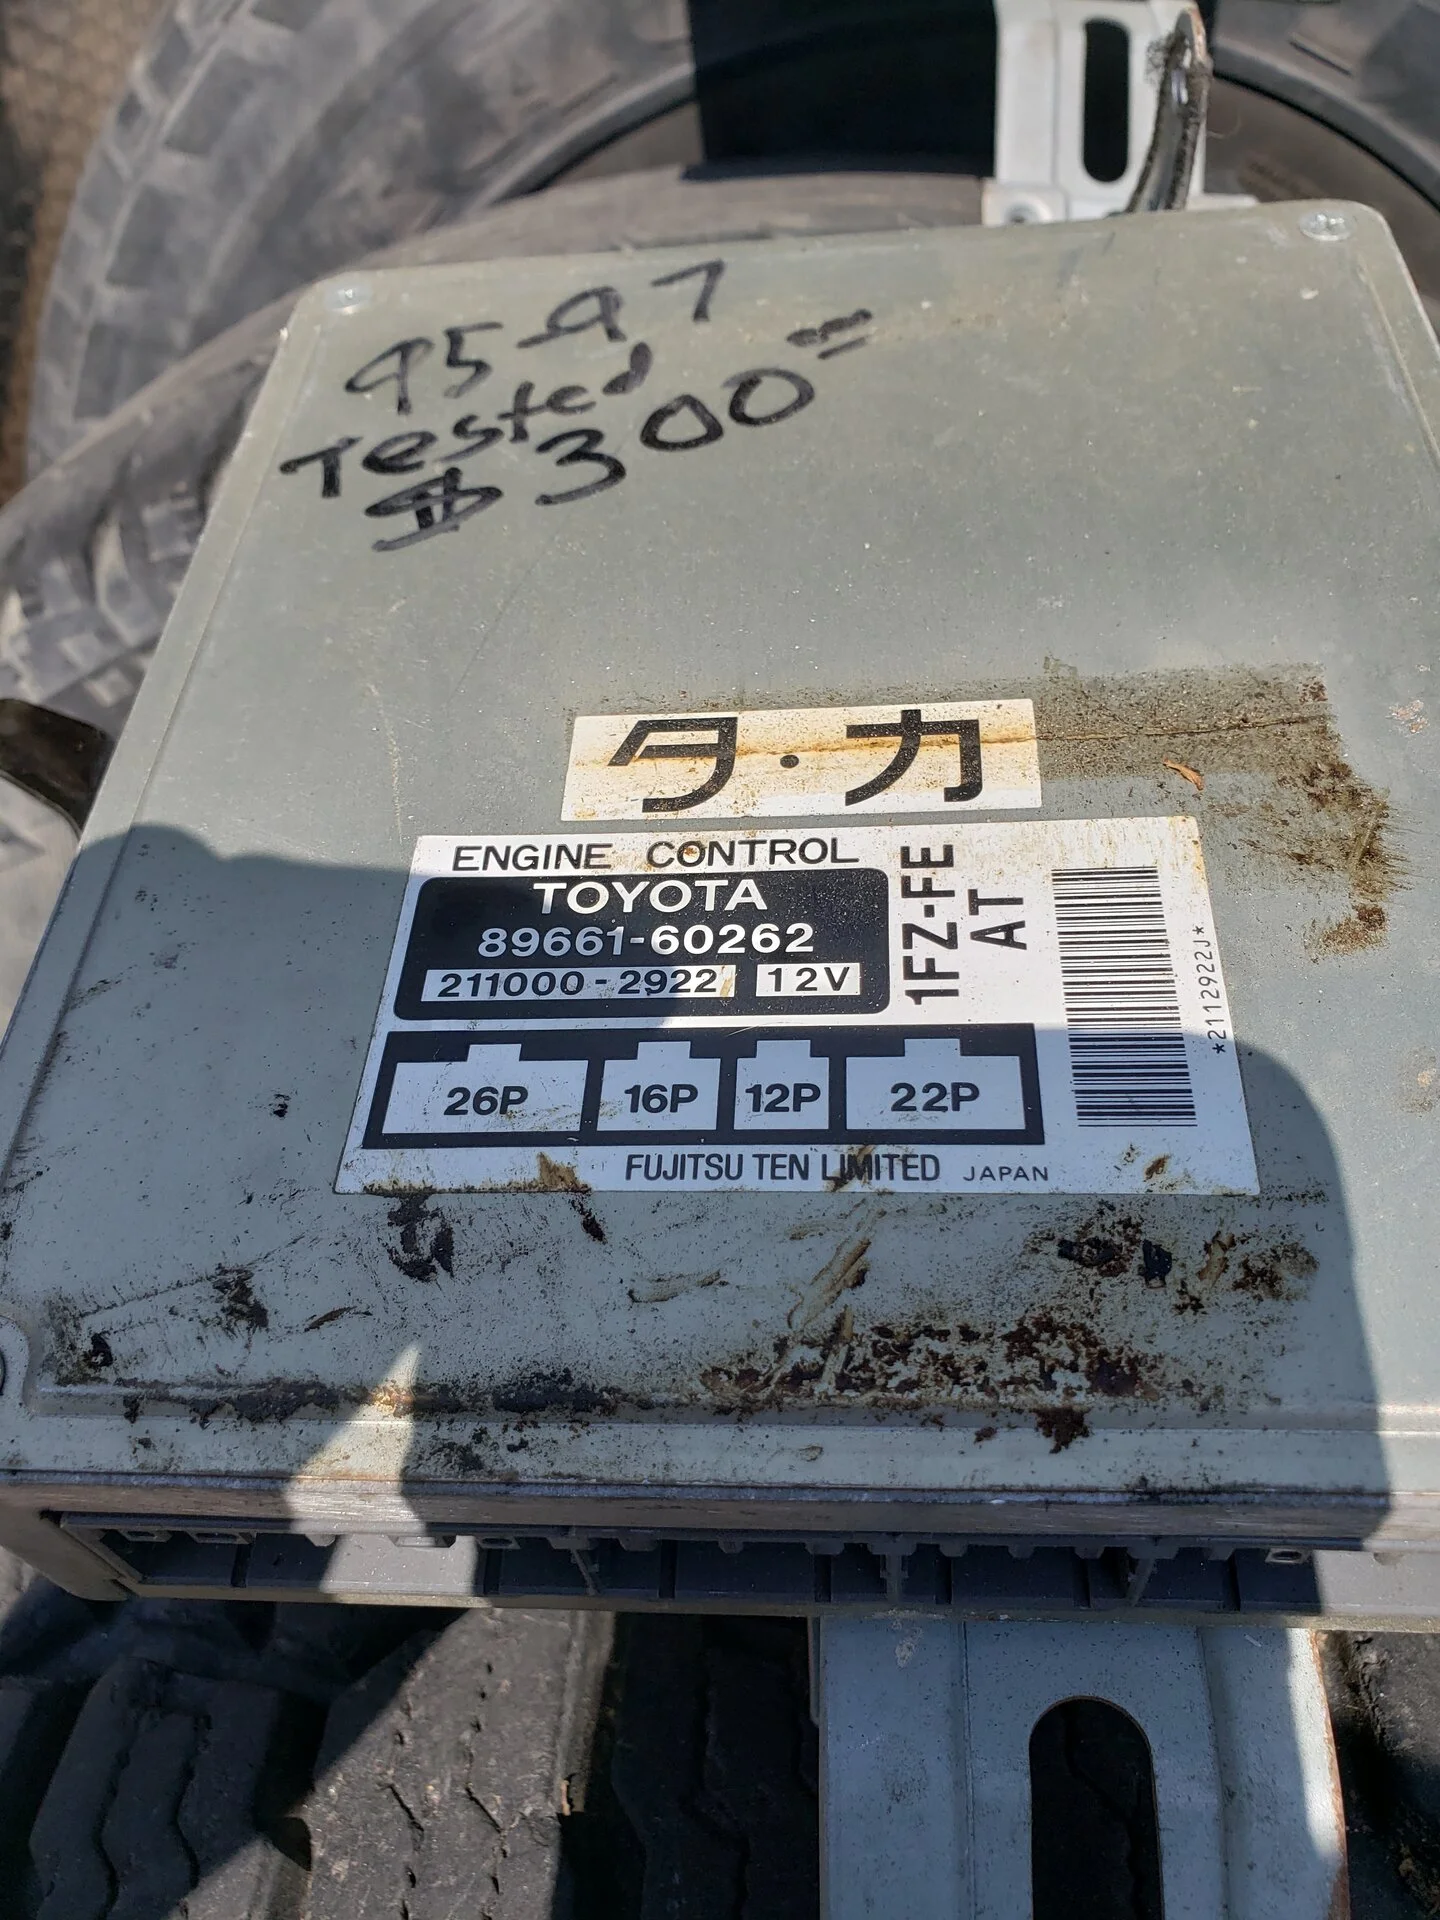 95-97
Tested
$300=
タ・カ
ENGINE CONTROL
TOYOTA
89661-60262
211000-2922 12V
1FZ-FE
AT
*2112922J*
26P 16P 12P 22P
FUJITSU TEN LIMITED JAPAN